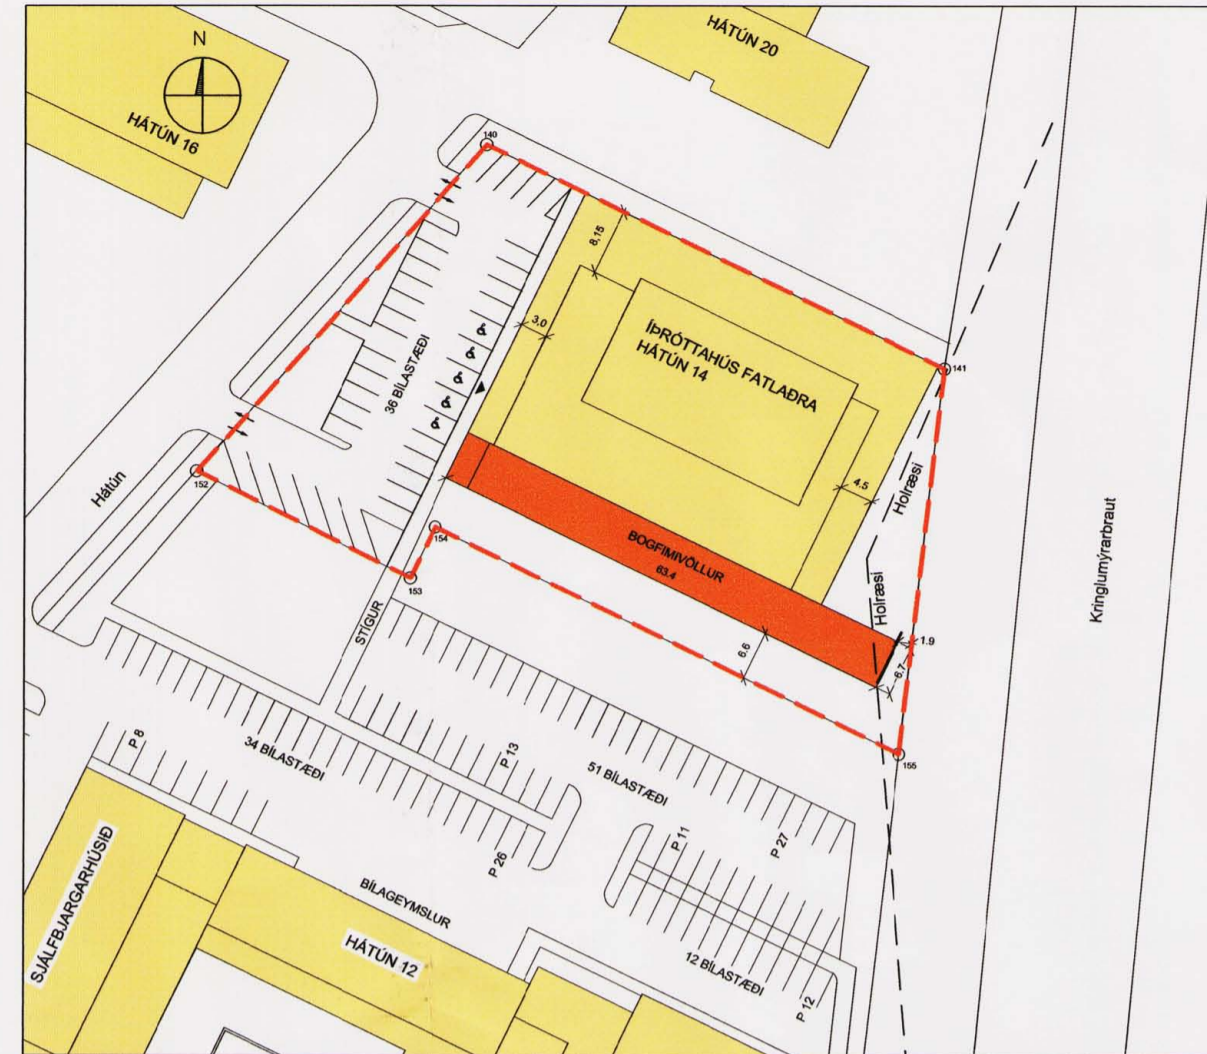 HÁTÚN 20
N
HÁTÚN 16
140
8,15
3.0
ÍÞRÓTTAHÚS FATLAÐRA
HÁTÚN 14
141
36 BÍLASTÆÐI
4.5
Holræsi
152
Hátún
BOGFIMIVÖLLUR
63.4
154
153
Holræsi
Kringlumýrarbraut
STÍGUR
6.6
1.9
6.7
155
P 8
34 BÍLASTÆÐI
P 13
51 BÍLASTÆÐI
P 11
P 27
P 26
SJÁLFBJARGARHÚSIÐ
BÍLAGEYMSLUR
HÁTÚN 12
12 BÍLASTÆÐI
P 12